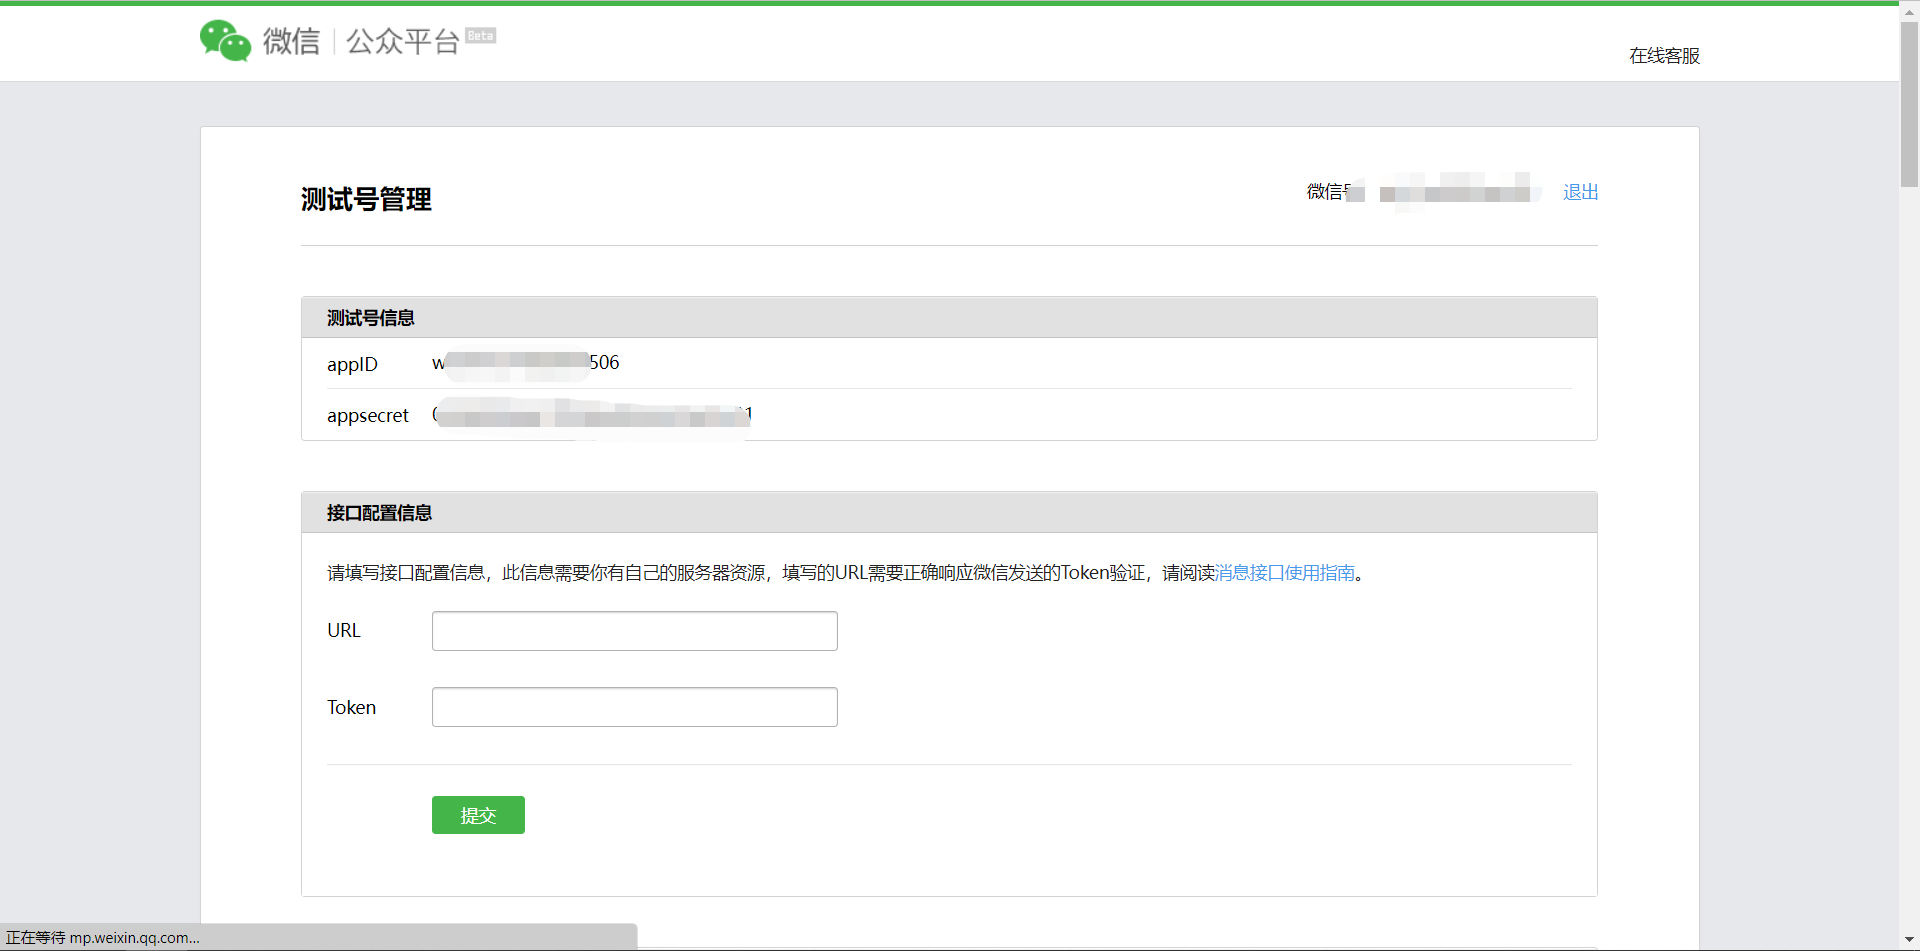 微信 公众平台 Beta
在线客服
测试号管理
微信号
退出
测试号信息
appID w 506
appsecret 1
接口配置信息
请填写接口配置信息，此信息需要你有自己的服务器资源，填写的URL需要正确响应微信发送的Token验证，请阅读消息接口使用指南。
URL
Token
提交
正在等待 mp.weixin.qq.com...